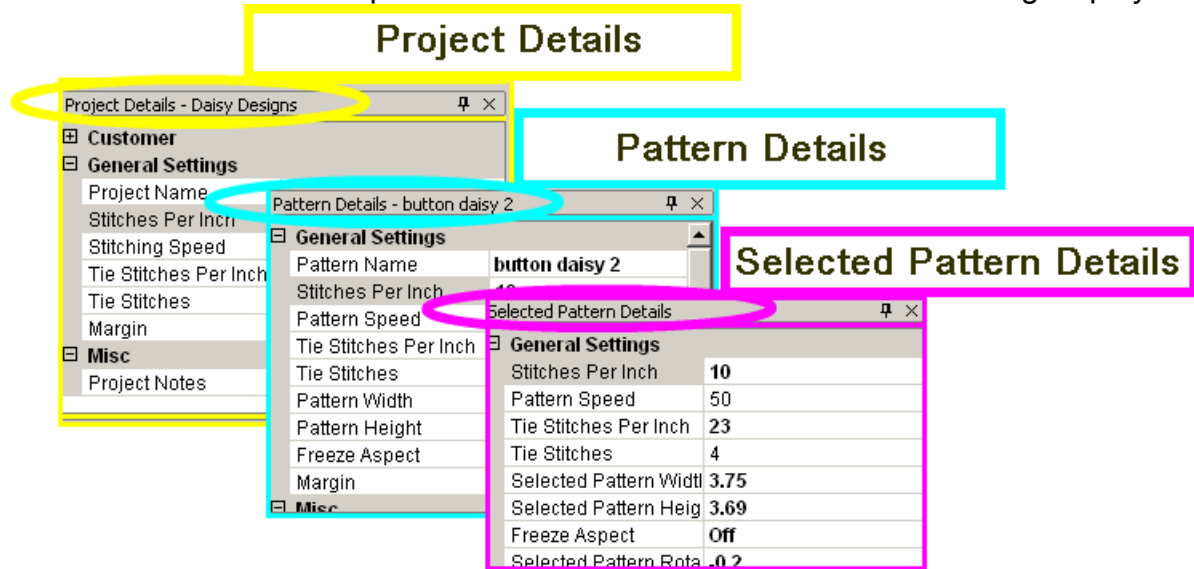 Project Details
Project Details - Daisy Designs
Customer
General Settings
Project Name
Stitches Per Inch
Stitching Speed
Tie Stitches Per Inch
Tie Stitches
Margin
Misc
Project Notes
Pattern Details
Pattern Details - button daisy 2
General Settings
Pattern Name button daisy 2
Stitches Per Inch
Pattern Speed
Tie Stitches Per Inch
Tie Stitches
Pattern Width
Pattern Height
Freeze Aspect
Margin
Misc
Selected Pattern Details
Selected Pattern Details
General Settings
Stitches Per Inch 10
Pattern Speed 50
Tie Stitches Per Inch 23
Tie Stitches 4
Selected Pattern Widtl 3.75
Selected Pattern Heig 3.69
Freeze Aspect Off
Selected Pattern Rota -0.2